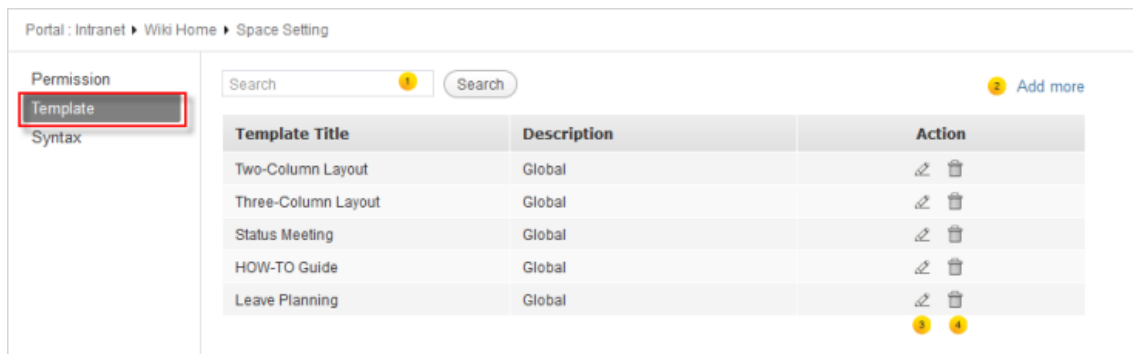 Portal : Intranet ▸ Wiki Home ▸ Space Setting
Permission
Template
Syntax
Search 1 Search 2 Add more
Template Title Description Action
Two-Column Layout Global
Three-Column Layout Global
Status Meeting Global
HOW-TO Guide Global
Leave Planning Global
3 4